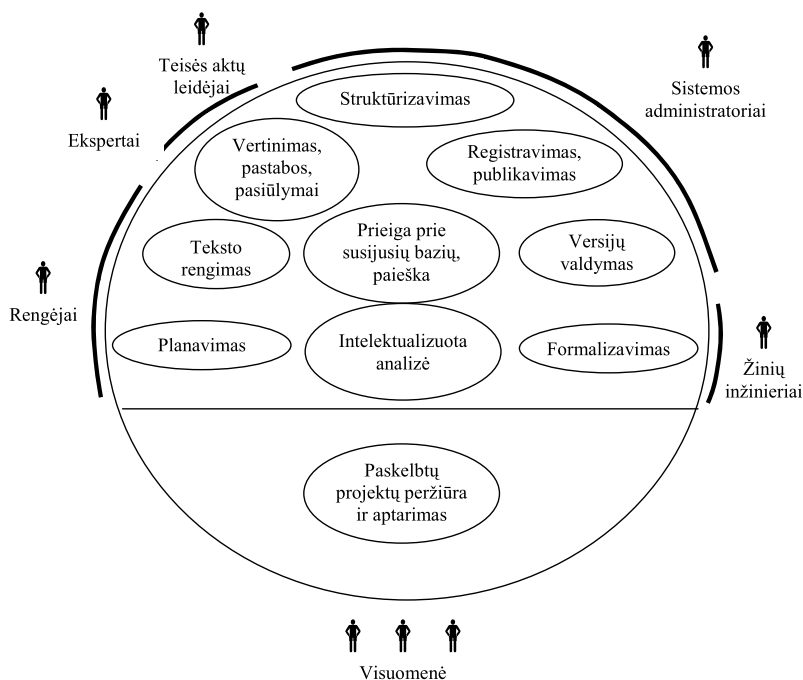 Teisės aktų
leidėjai
Sistemos
administratoriai
Ekspertai
Struktūrizavimas
Vertinimas,
pastabos,
pasiūlymai
Registravimas,
publikavimas
Rengėjai
Teksto
rengimas
Prieiga prie
susijusių bazių,
paieška
Versijų
valdymas
Planavimas
Intelektualizuota
analizė
Formalizavimas
Žinių
inžinieriai
Paskelbtų
projektų peržiūra
ir aptarimas
Visuomenė